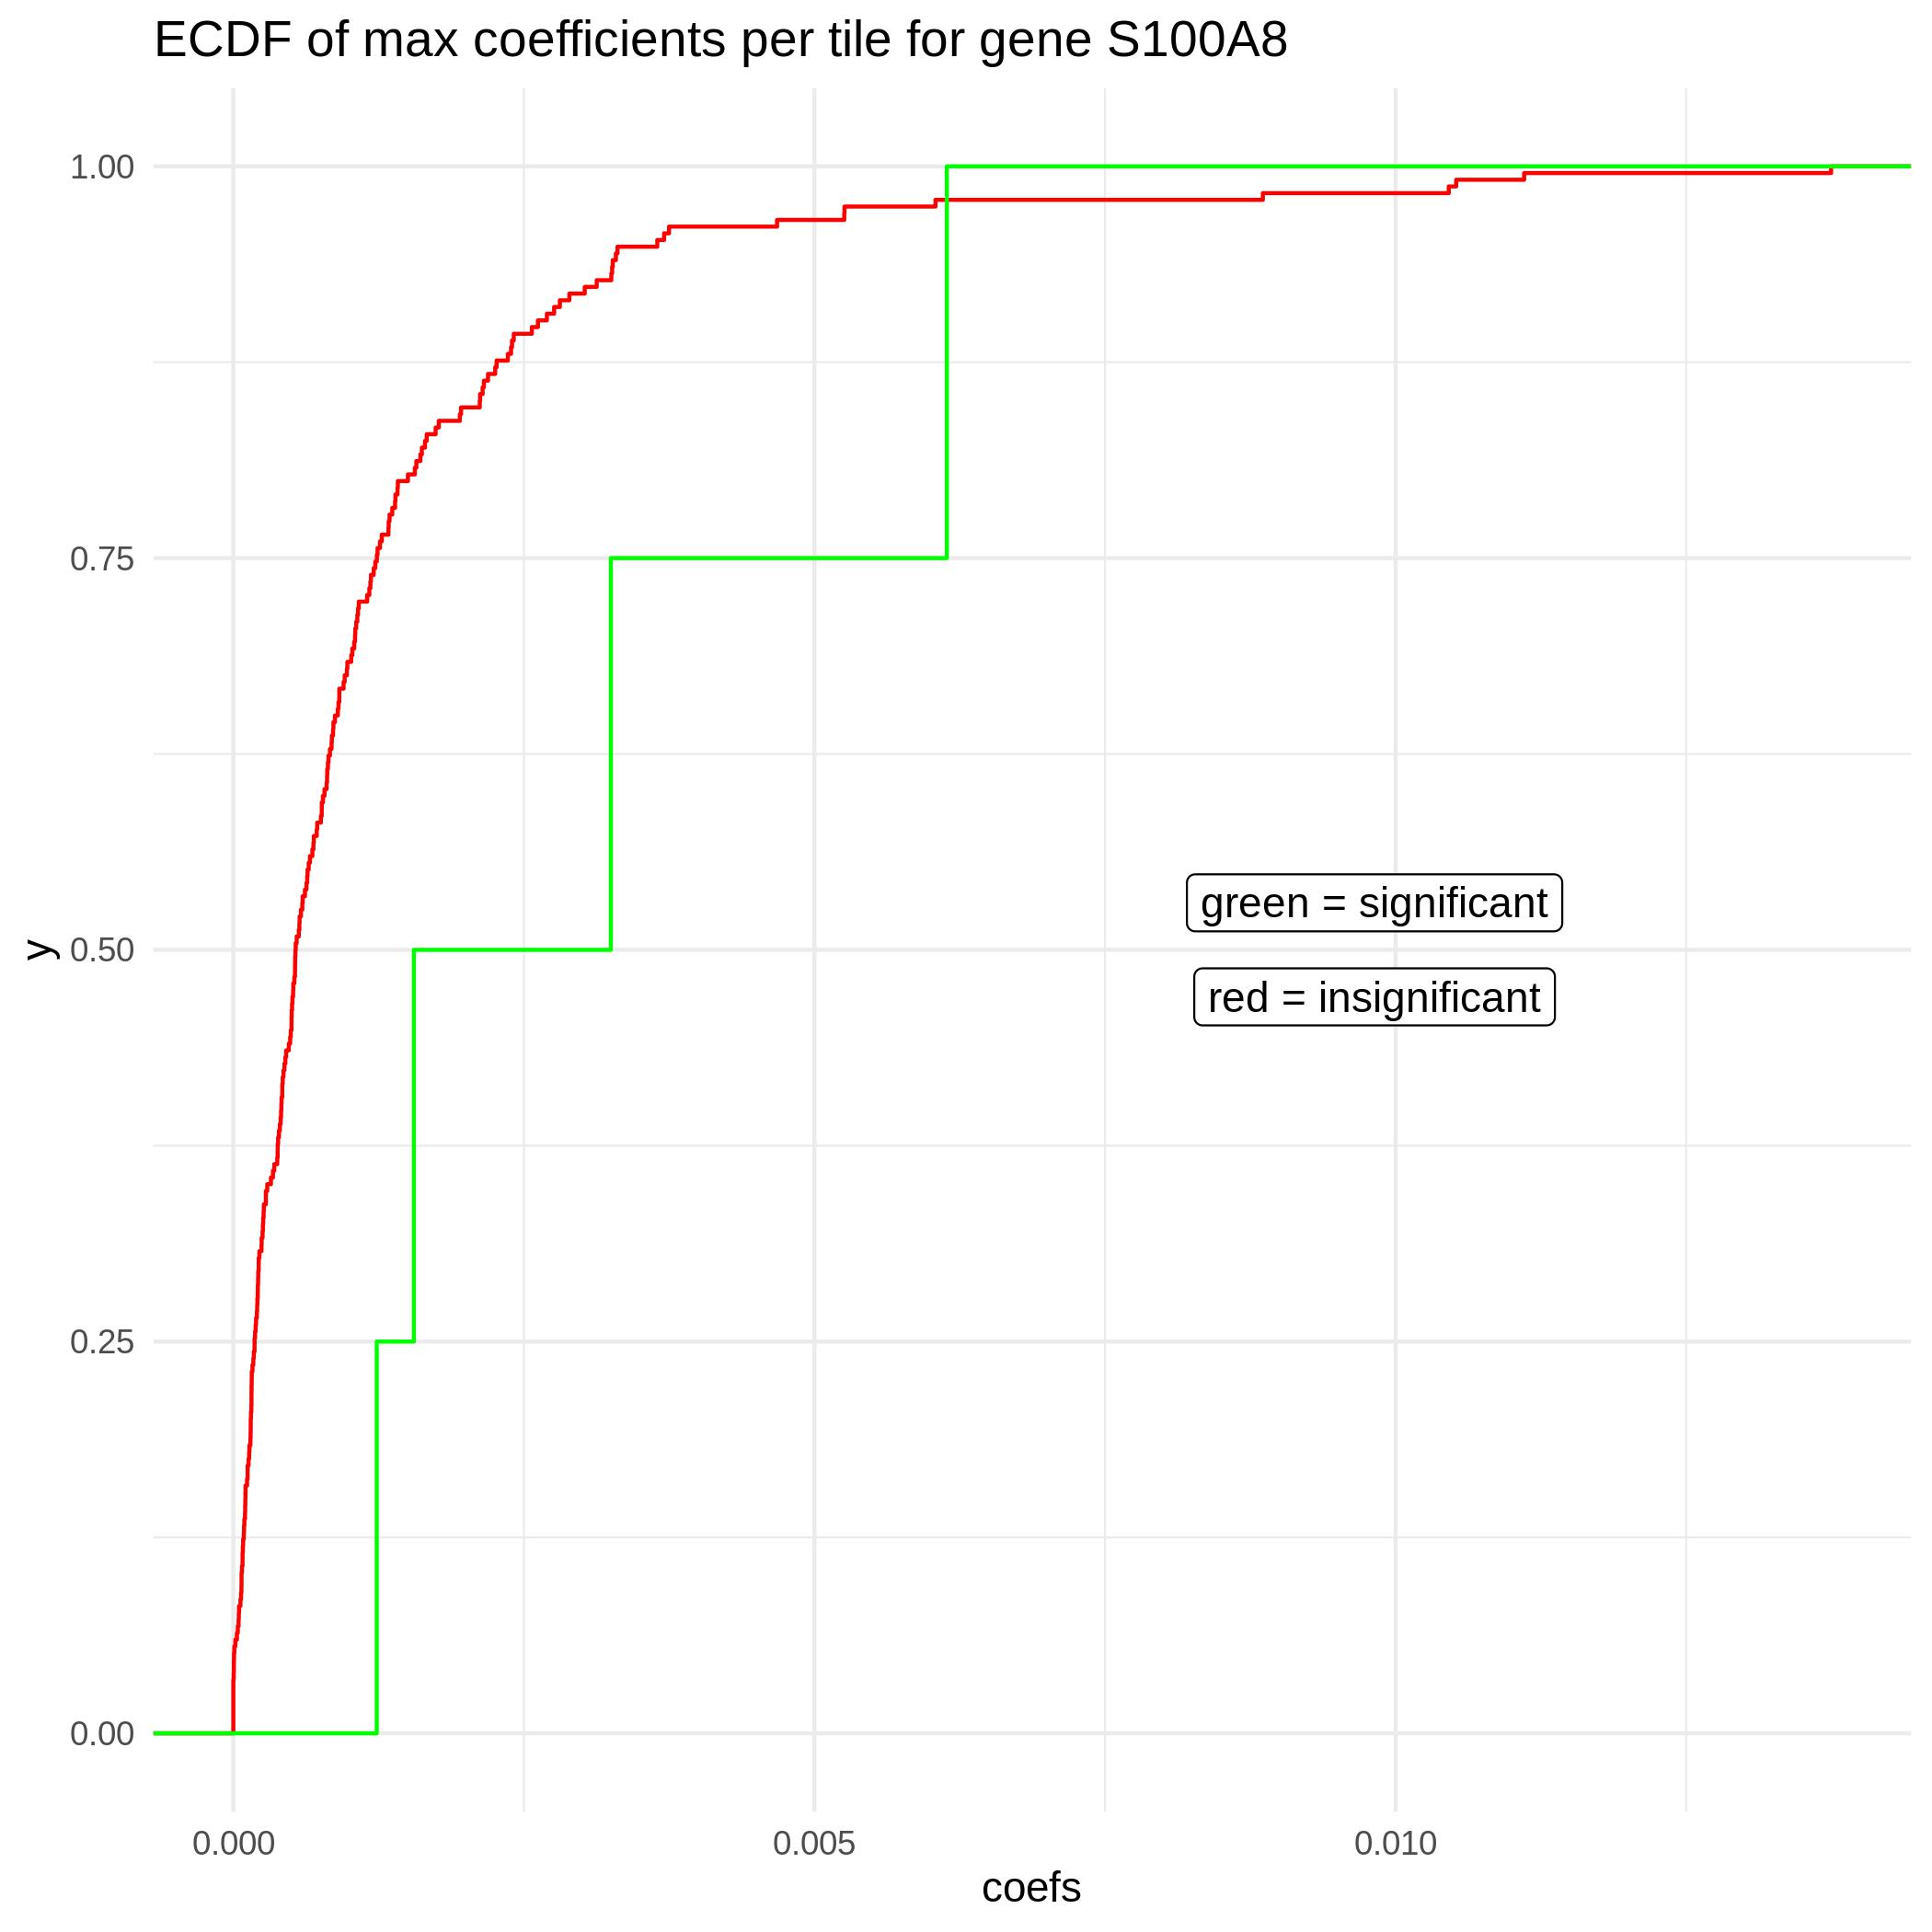 ECDF of max coefficients per tile for gene S100A8
1.00
0.75
0.50
0.25
0.00
y
green = significant
red = insignificant
0.000
0.005
0.010
coefs